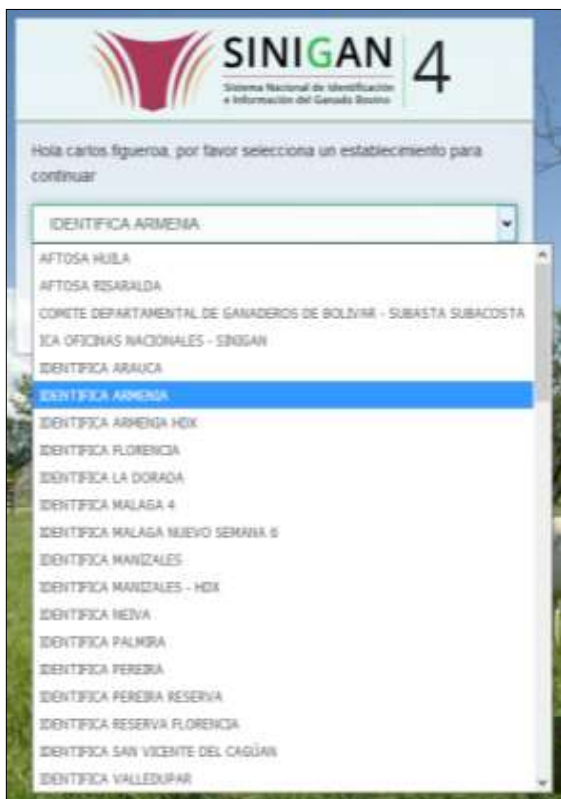 SINIGAN 4
Sistema Nacional de Identificación
e Información del Ganado Bovino
Hola carlos figueroa, por favor selecciona un establecimiento para
continuar
IDENTIFICA ARMENIA
AFTOSA HUILA
AFTOSA RISARALDA
COMITE DEPARTAMENTAL DE GANADEROS DE BOLIVAR - SUBASTA SUBACOSTA
ICA OFICINAS NACIONALES - SINIGAN
IDENTIFICA ARAUCA
IDENTIFICA ARMENIA
IDENTIFICA ARMENIA HDX
IDENTIFICA FLORENCIA
IDENTIFICA LA DORADA
IDENTIFICA MALAGA 4
IDENTIFICA MALAGA NUEVO SEMANA 6
IDENTIFICA MANIZALES
IDENTIFICA MANIZALES - HDX
IDENTIFICA NEIVA
IDENTIFICA PALMIRA
IDENTIFICA PEREIRA
IDENTIFICA PEREIRA RESERVA
IDENTIFICA RESERVA FLORENCIA
IDENTIFICA SAN VICENTE DEL CAGÜAN
IDENTIFICA VALLEDUPAR